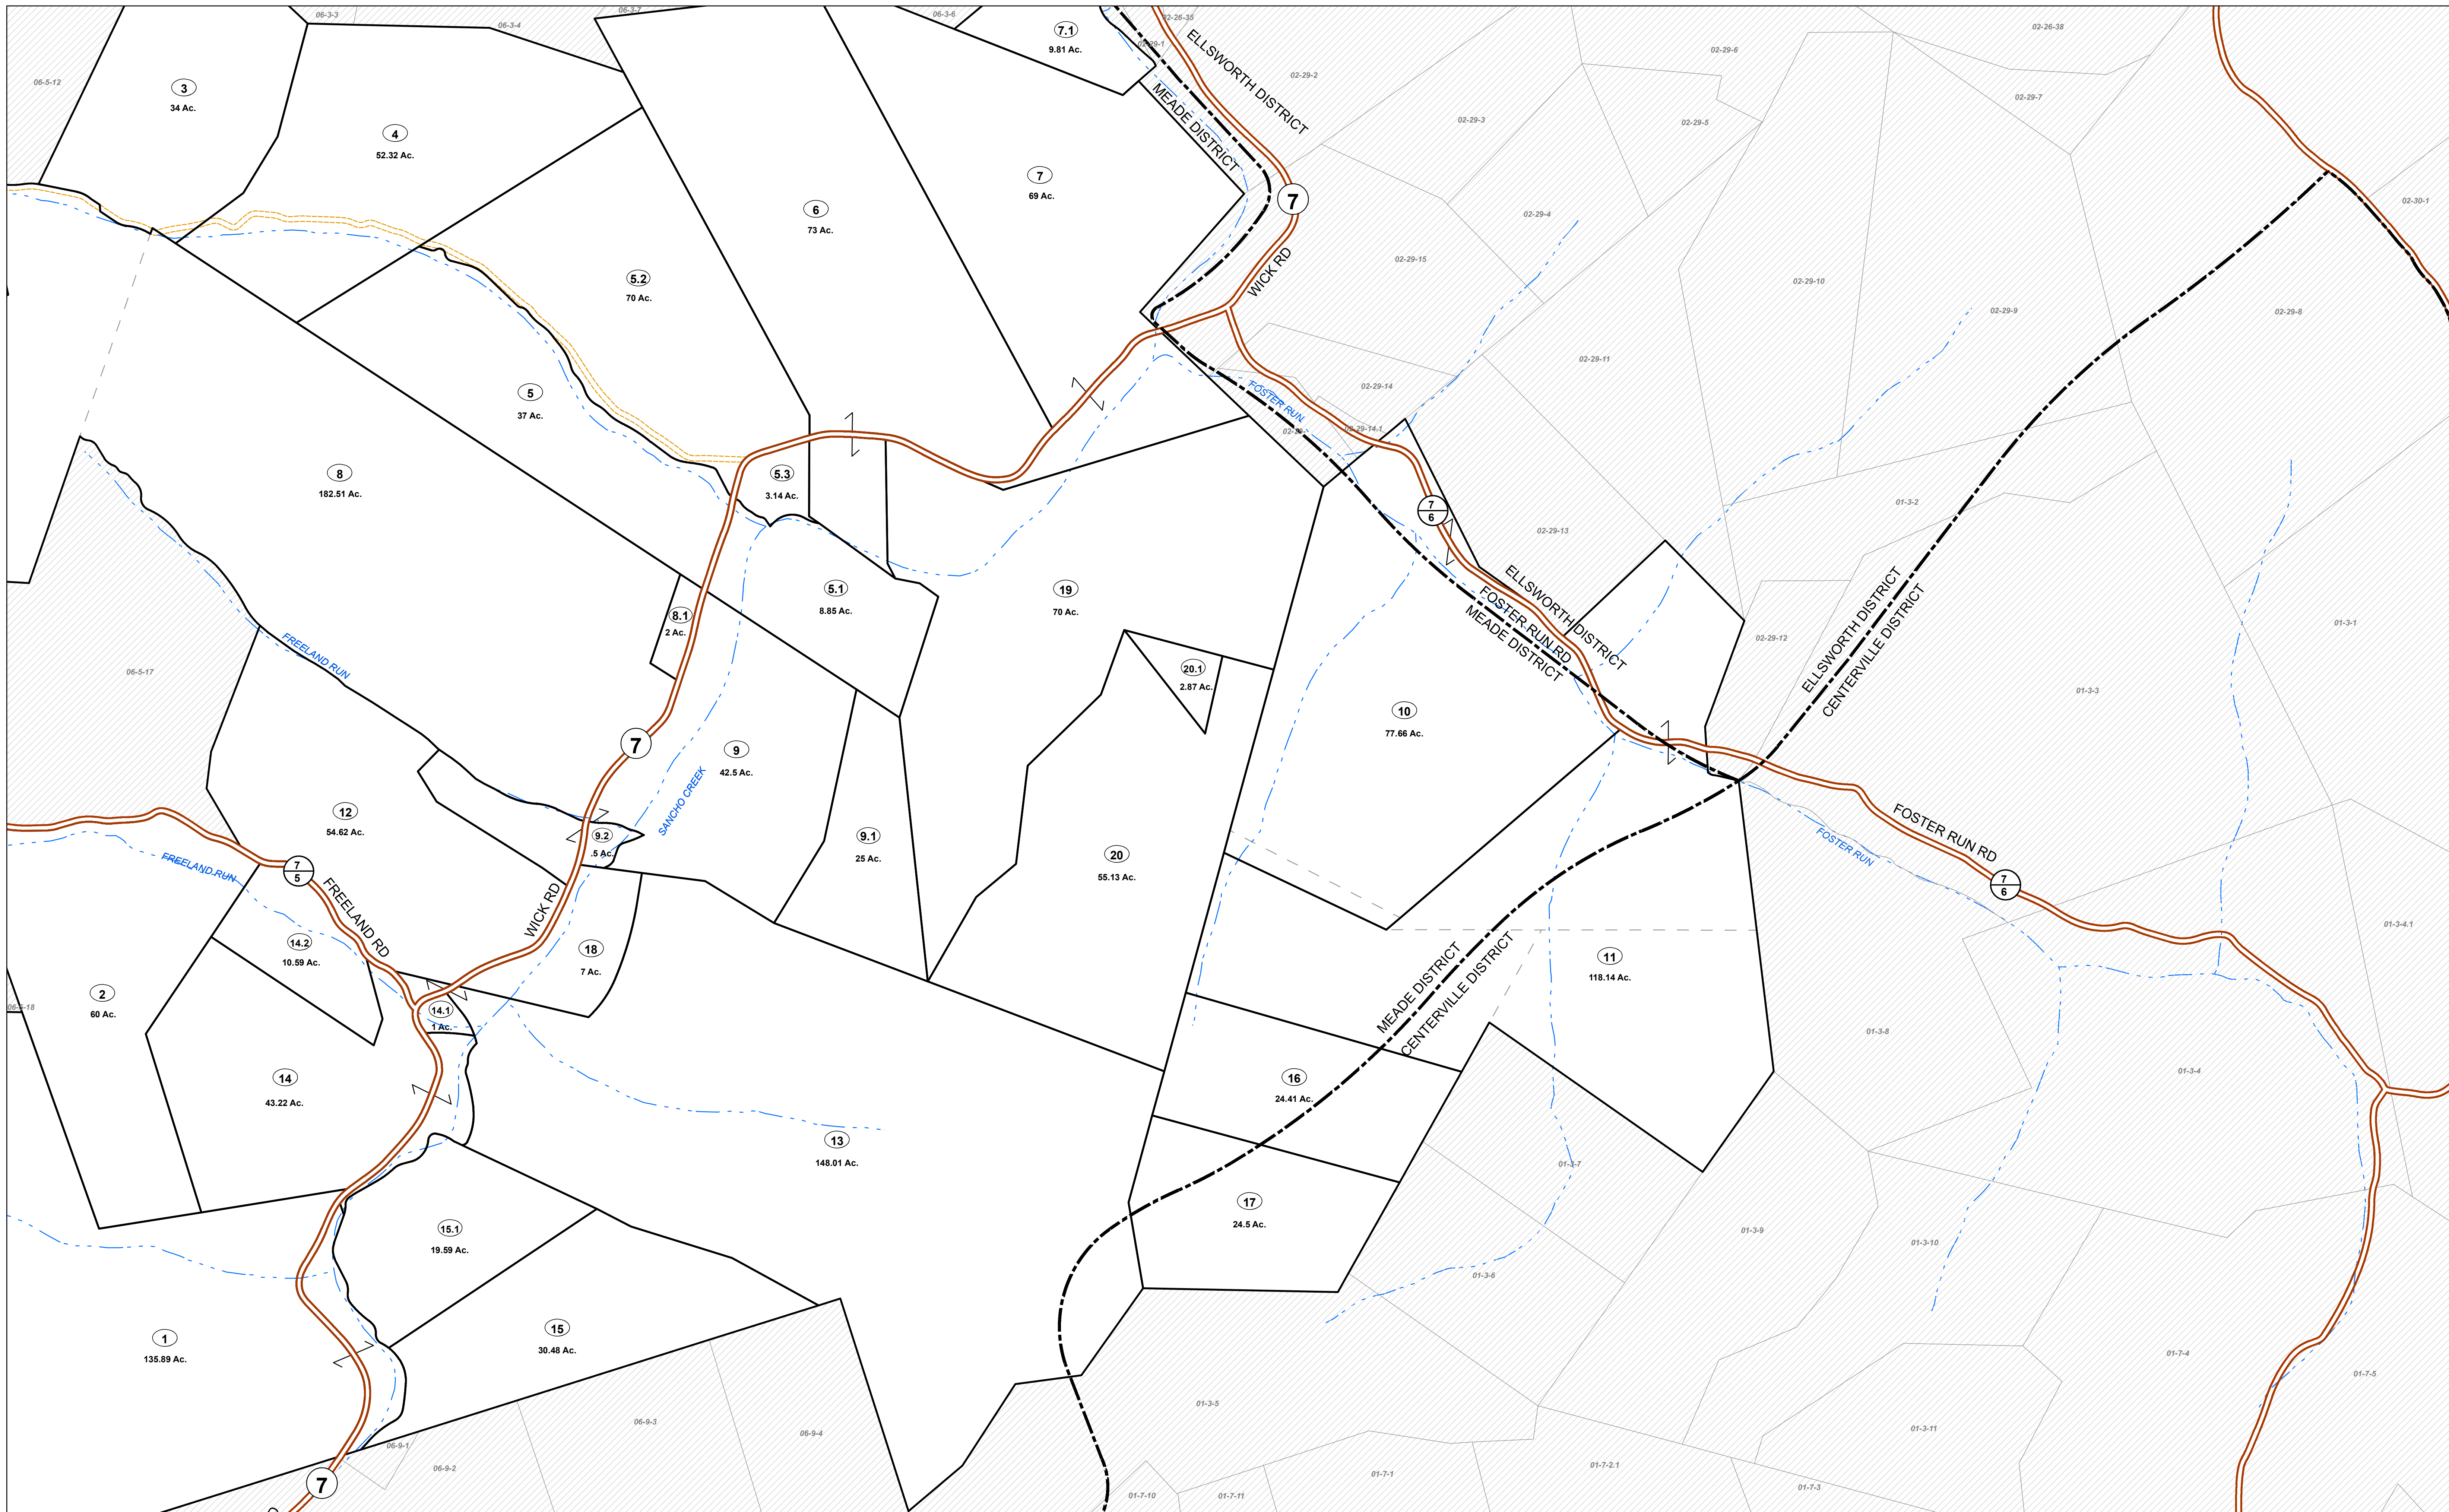 06-3-3
06-3-4
06-3-7
06-3-6
02-26-35
02-26-38
7.1
9.81 Ac.
02-29-1
ELLSWORTH DISTRICT
MEADE DISTRICT
02-29-2
02-29-6
06-5-12
3
34 Ac.
4
52.32 Ac.
02-29-3
02-29-5
02-29-7
7
69 Ac.
7
6
73 Ac.
02-29-4
02-30-1
5.2
70 Ac.
WICK RD
02-29-15
02-29-10
02-29-9
02-29-8
5
37 Ac.
FOSTER RUN
02-29-14
02-29-11
02-29-14.1
8
182.51 Ac.
5.3
3.14 Ac.
7
6
01-3-2
02-29-13
5.1
8.85 Ac.
19
70 Ac.
ELLSWORTH DISTRICT
FOSTER RUN RD
MEADE DISTRICT
8.1
2 Ac.
02-29-12
ELLSWORTH DISTRICT
CENTERVILLE DISTRICT
01-3-1
FREELAND RUN
06-5-17
20.1
2.87 Ac.
10
77.66 Ac.
01-3-3
7
9
42.5 Ac.
SANCHO CREEK
12
54.62 Ac.
9.2
.5 Ac.
9.1
25 Ac.
20
55.13 Ac.
FOSTER RUN RD
FOSTER RUN
7
6
FREELAND RUN
7
5
FREELAND RD
WICK RD
14.2
10.59 Ac.
18
7 Ac.
MEADE DISTRICT
CENTERVILLE DISTRICT
11
118.14 Ac.
01-3-4.1
2
60 Ac.
14.1
1 Ac.
01-3-8
14
43.22 Ac.
16
24.41 Ac.
01-3-4
13
148.01 Ac.
01-3-7
15.1
19.59 Ac.
17
24.5 Ac.
01-3-9
01-3-10
01-3-6
1
135.89 Ac.
15
30.48 Ac.
01-7-4
01-7-5
01-3-5
06-9-3
06-9-4
01-3-11
06-9-1
06-9-2
7
01-7-1
01-7-2.1
01-7-3
01-7-10
01-7-11